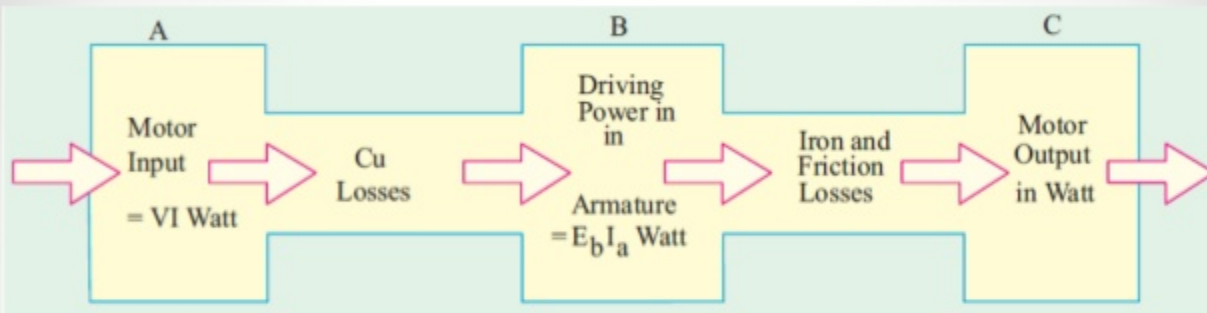 A
Motor
Input
= VI Watt
Cu
Losses
B
Driving
Power in
in
Armature
=EbIa Watt
Iron and
Friction
Losses
C
Motor
Output
in Watt